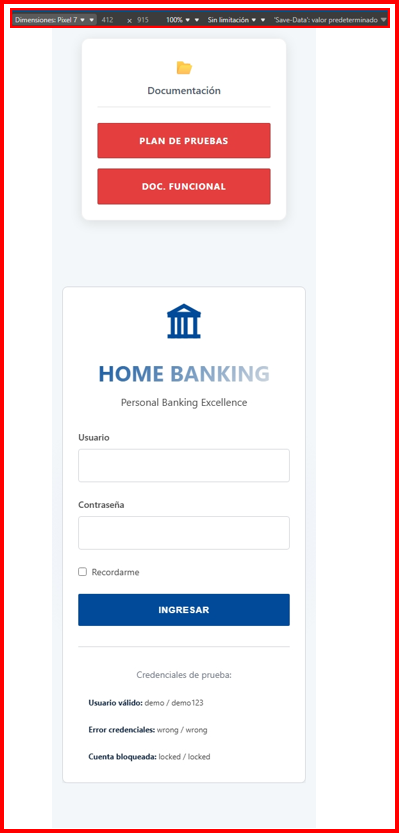 Dimensiones: Pixel 7 412 × 915 100% Sin limitación 'Save-Data': valor predeterminado
Documentación
PLAN DE PRUEBAS
DOC. FUNCIONAL
HOME BANKING
Personal Banking Excellence
Usuario
Contraseña
Recordarme
INGRESAR
Credenciales de prueba:
Usuario válido: demo / demo123
Error credenciales: wrong / wrong
Cuenta bloqueada: locked / locked